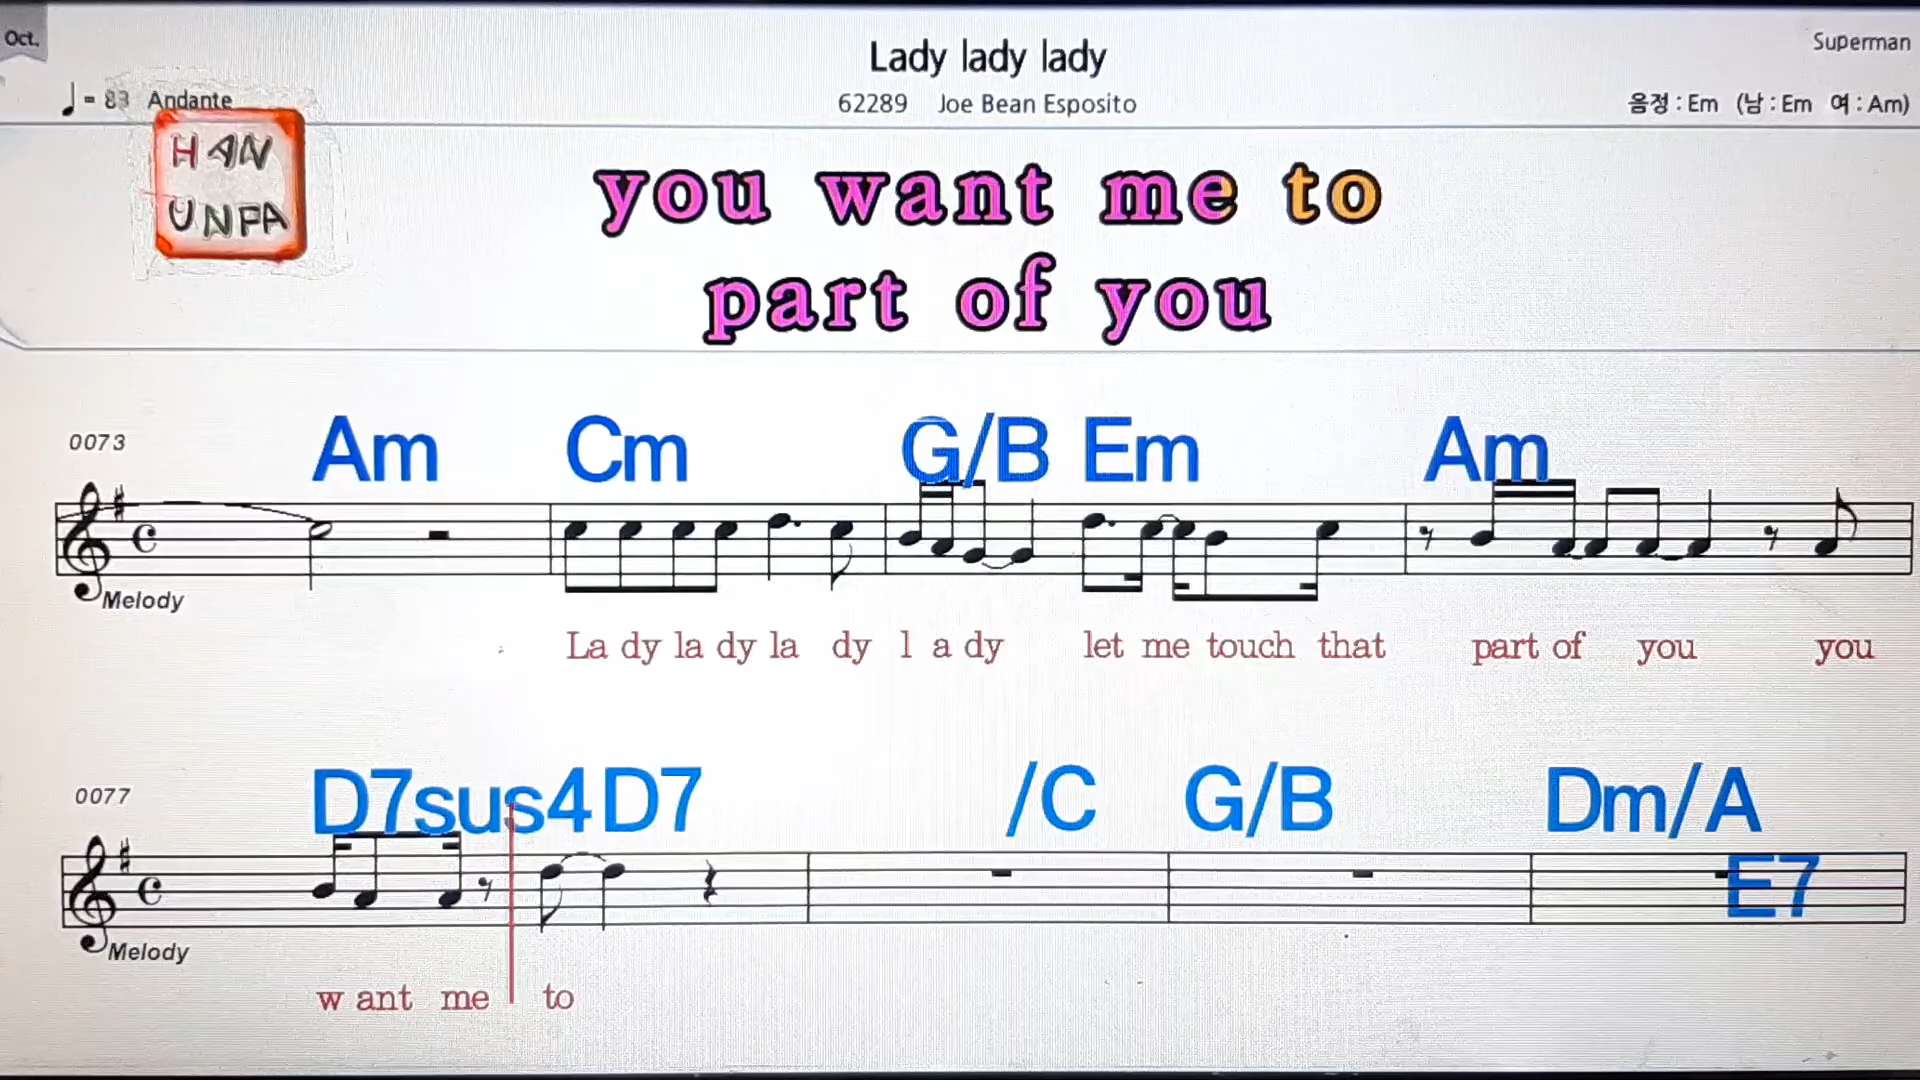 Oct.
Lady lady lady
Superman
= 83 Andante
62289 Joe Bean Esposito
음정 : Em (남 : Em 여 : Am)
HAN
UNPA
you want me to
part of you
0073
Am Cm G/B Em Am
Melody
La dy la dy la dy l a dy let me touch that part of you you
0077
D7sus4 D7 /C G/B Dm/A
E7
Melody
w ant me to